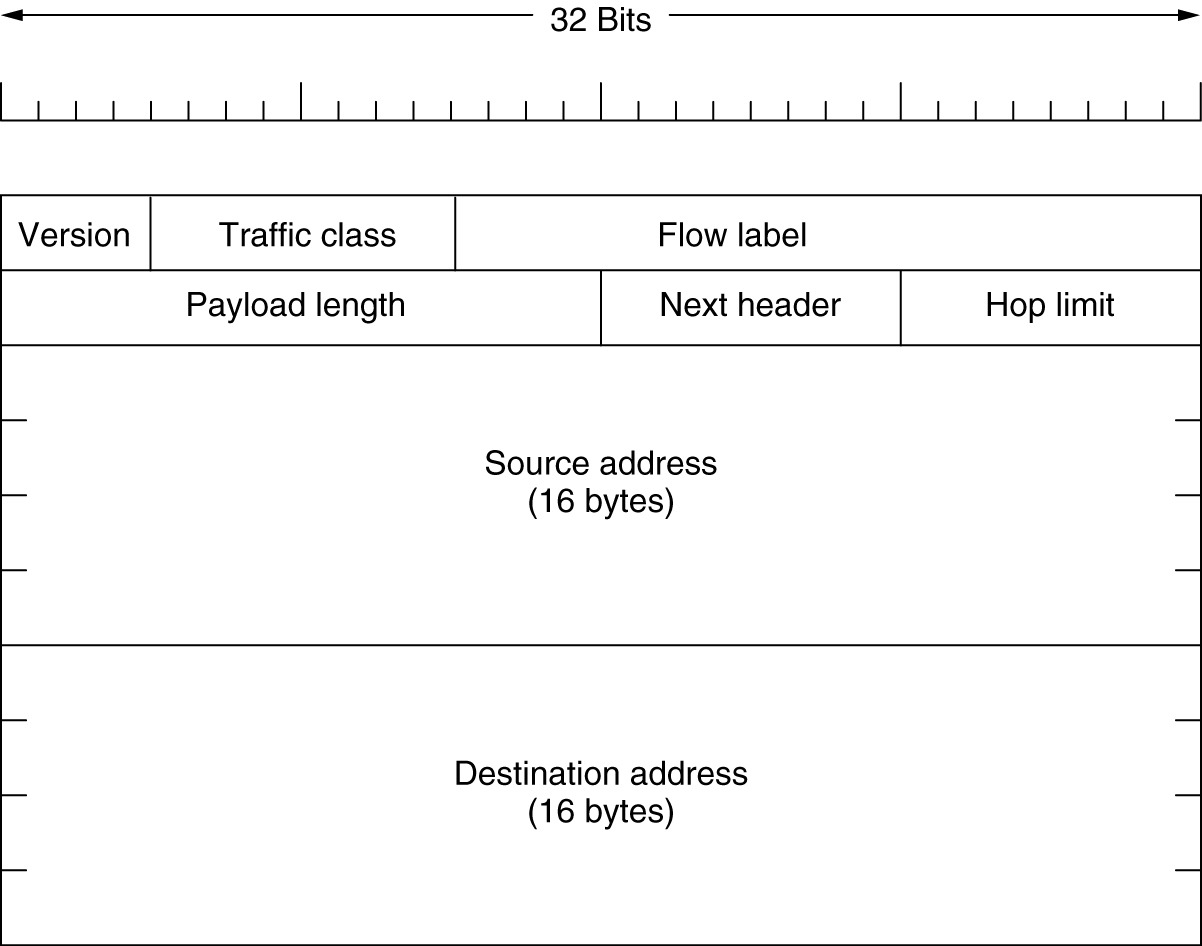 32 Bits
Version Traffic class Flow label
Payload length Next header Hop limit
Source address
(16 bytes)
Destination address
(16 bytes)